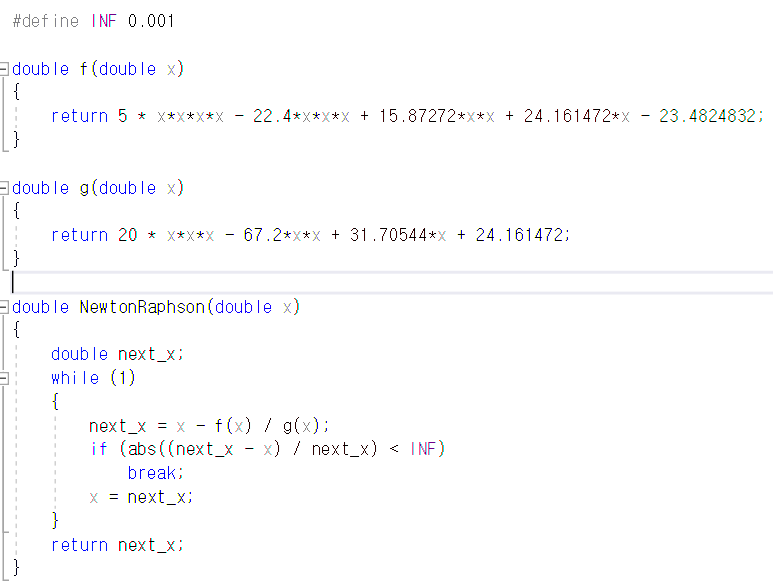 #define INF 0.001
double f(double x)
{
return 5 * x*x*x*x - 22.4*x*x*x + 15.87272*x*x + 24.161472*x - 23.4824832;
}
double g(double x)
{
return 20 * x*x*x - 67.2*x*x + 31.70544*x + 24.161472;
}
double NewtonRaphson(double x)
{
double next_x;
while (1)
{
next_x = x - f(x) / g(x);
if (abs((next_x - x) / next_x) < INF)
break;
x = next_x;
}
return next_x;
}